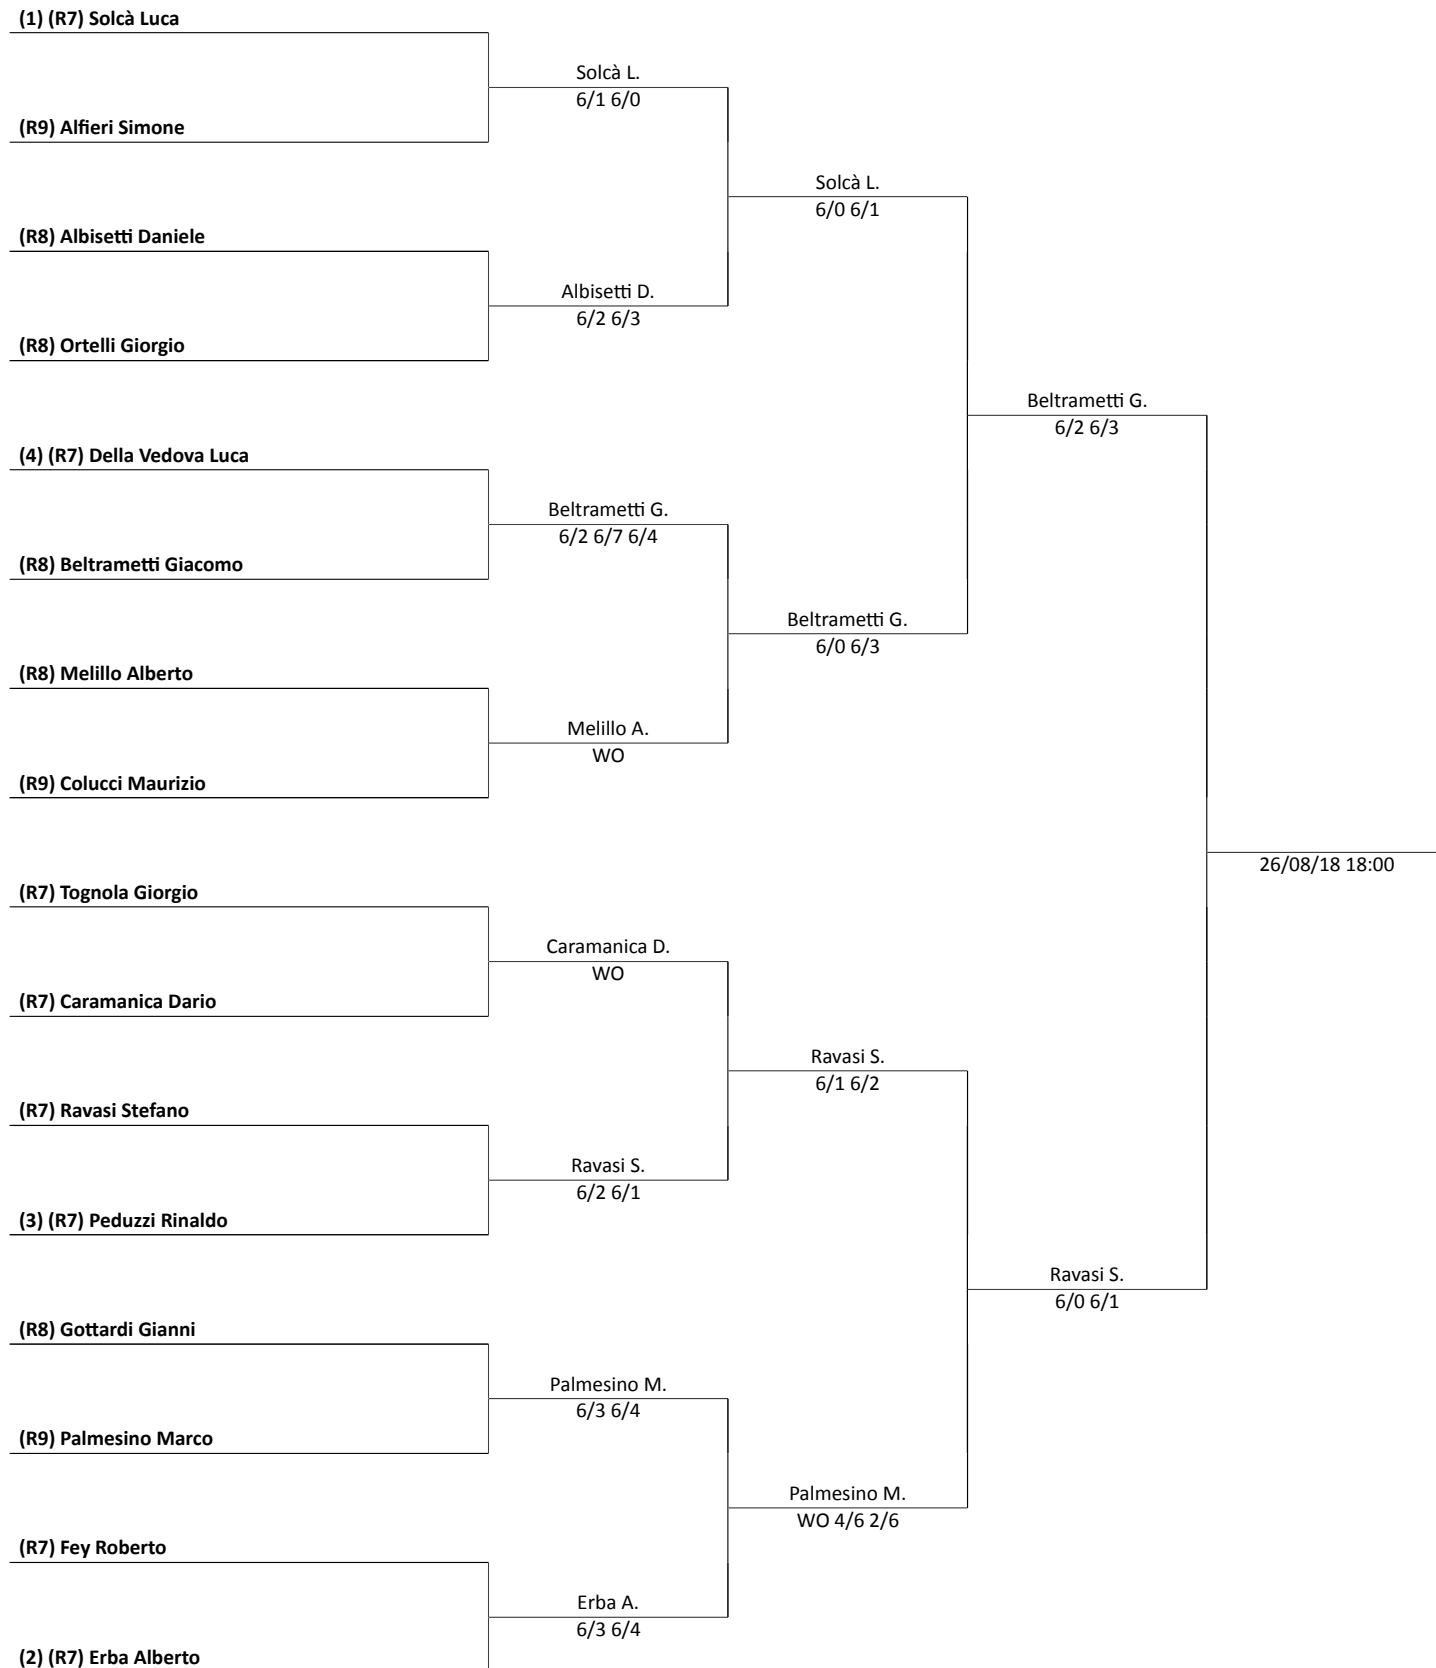 (1) (R7) Solcà Luca
Solcà L.
6/1 6/0
(R9) Alfieri Simone
Solcà L.
6/0 6/1
(R8) Albisetti Daniele
Albisetti D.
6/2 6/3
(R8) Ortelli Giorgio
Beltrametti G.
6/2 6/3
(4) (R7) Della Vedova Luca
Beltrametti G.
6/2 6/7 6/4
(R8) Beltrametti Giacomo
Beltrametti G.
6/0 6/3
(R8) Melillo Alberto
Melillo A.
WO
(R9) Colucci Maurizio
26/08/18 18:00
(R7) Tognola Giorgio
Caramanica D.
WO
(R7) Caramanica Dario
Ravasi S.
6/1 6/2
(R7) Ravasi Stefano
Ravasi S.
6/2 6/1
(3) (R7) Peduzzi Rinaldo
Ravasi S.
6/0 6/1
(R8) Gottardi Gianni
Palmesino M.
6/3 6/4
(R9) Palmesino Marco
Palmesino M.
WO 4/6 2/6
(R7) Fey Roberto
Erba A.
6/3 6/4
(2) (R7) Erba Alberto